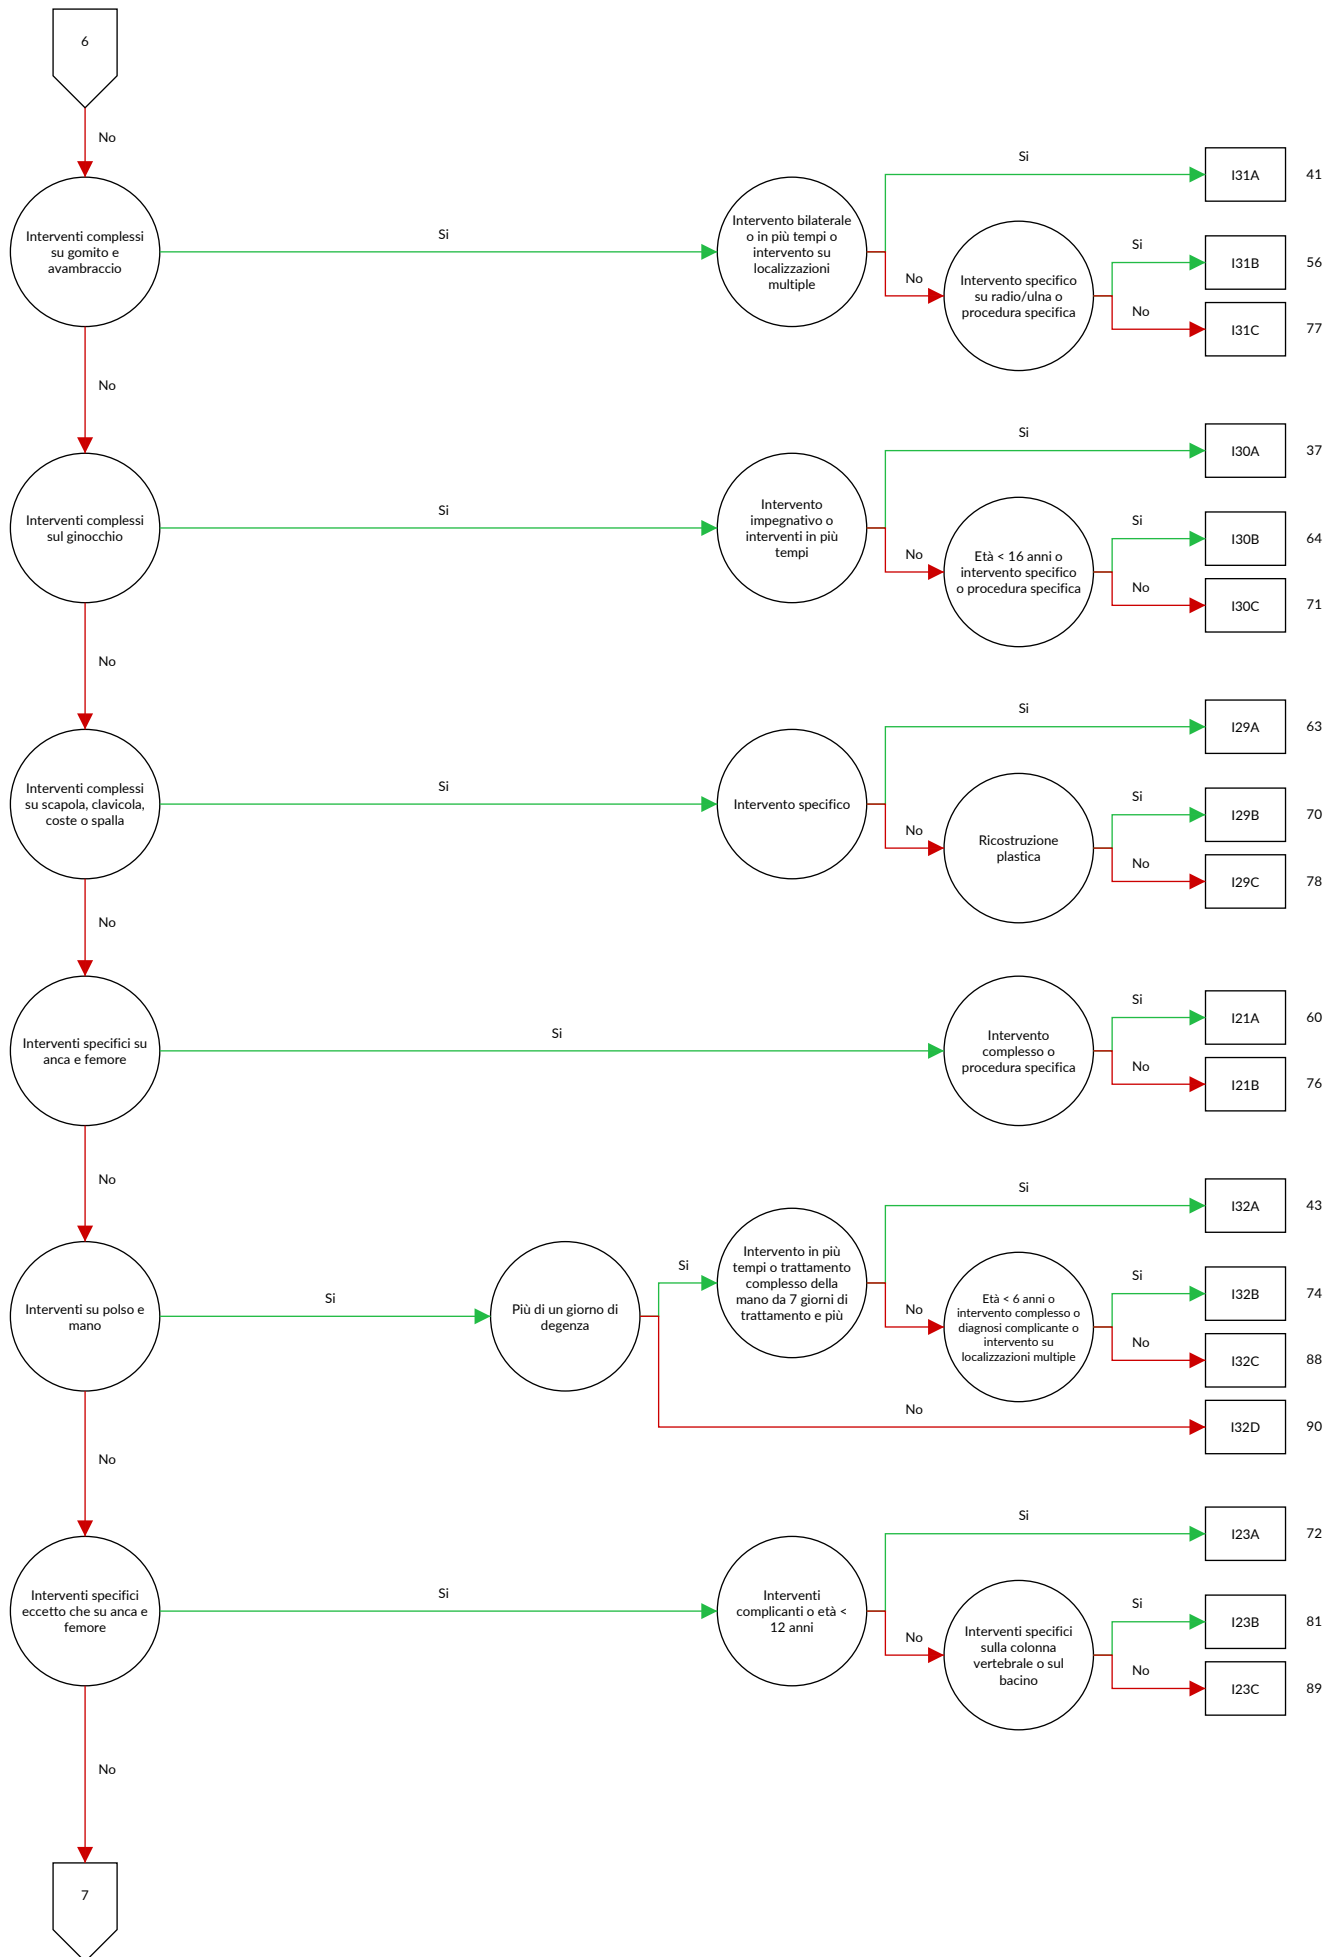 6
No
Interventi complessi
su gomito e
avambraccio
Si
Intervento bilaterale
o in più tempi o
intervento su
localizzazioni
multiple
Si
I31A
41
No
Intervento specifico
su radio/ulna o
procedura specifica
Si
I31B
56
No
I31C
77
No
Interventi complessi
sul ginocchio
Si
Intervento
impegnativo o
interventi in più
tempi
Si
I30A
37
No
Età < 16 anni o
intervento specifico
o procedura specifica
Si
I30B
64
No
I30C
71
No
Interventi complessi
su scapola, clavicola,
coste o spalla
Si
Intervento specifico
Si
I29A
63
No
Ricostruzione
plastica
Si
I29B
70
No
I29C
78
No
Interventi specifici su
anca e femore
Si
Intervento
complesso o
procedura specifica
Si
I21A
60
No
I21B
76
No
Interventi su polso e
mano
Si
Più di un giorno di
degenza
Si
Intervento in più
tempi o trattamento
complesso della
mano da 7 giorni di
trattamento e più
Si
I32A
43
No
Età < 6 anni o
intervento complesso o
diagnosi complicante o
intervento su
localizzazioni multiple
Si
I32B
74
No
I32C
88
No
I32D
90
No
Interventi specifici
eccetto che su anca e
femore
Si
Interventi
complicanti o età <
12 anni
Si
I23A
72
No
Interventi specifici
sulla colonna
vertebrale o sul
bacino
Si
I23B
81
No
I23C
89
No
7